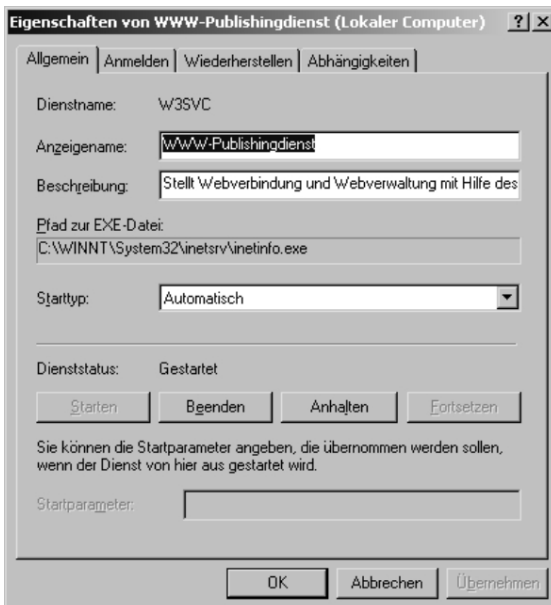 Eigenschaften von WWW-Publishingdienst (Lokaler Computer)
Allgemein Anmelden Wiederherstellen Abhängigkeiten
Dienstname: W3SVC
Anzeigename: WWW-Publishingdienst
Beschreibung: Stellt Webverbindung und Webverwaltung mit Hilfe des
Pfad zur EXE-Datei:
C:\WINNT\System32\inetsrv\inetinfo.exe
Starttyp: Automatisch
Dienststatus: Gestartet
Starten Beenden Anhalten Fortsetzen
Sie können die Startparameter angeben, die übernommen werden sollen,
wenn der Dienst von hier aus gestartet wird.
Startparameter:
OK Abbrechen Übernehmen